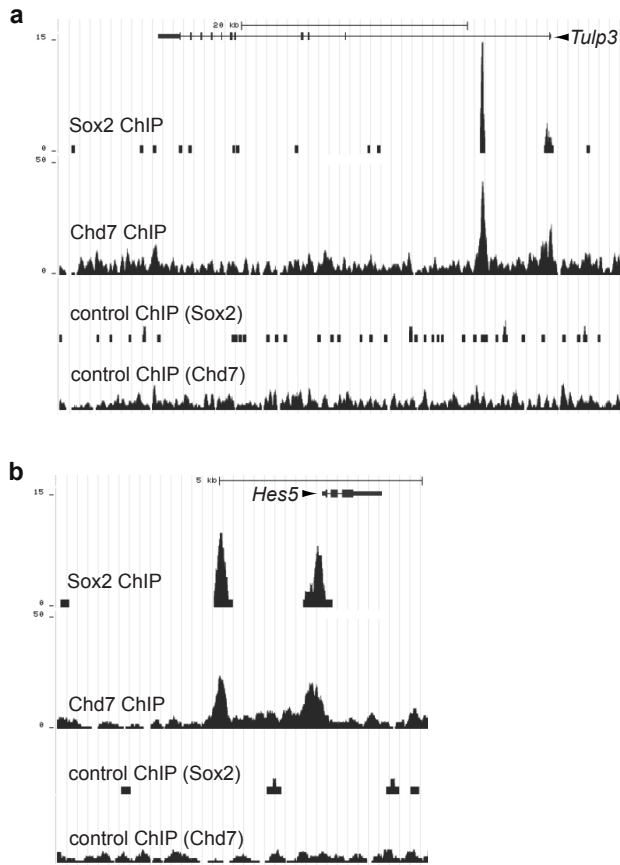 a
20 kb
15
Tulp3
Sox2 ChIP
0
50
Chd7 ChIP
0
control ChIP (Sox2)
control ChIP (Chd7)
b
5 kb
15
Hes5
Sox2 ChIP
0
50
Chd7 ChIP
0
control ChIP (Sox2)
control ChIP (Chd7)